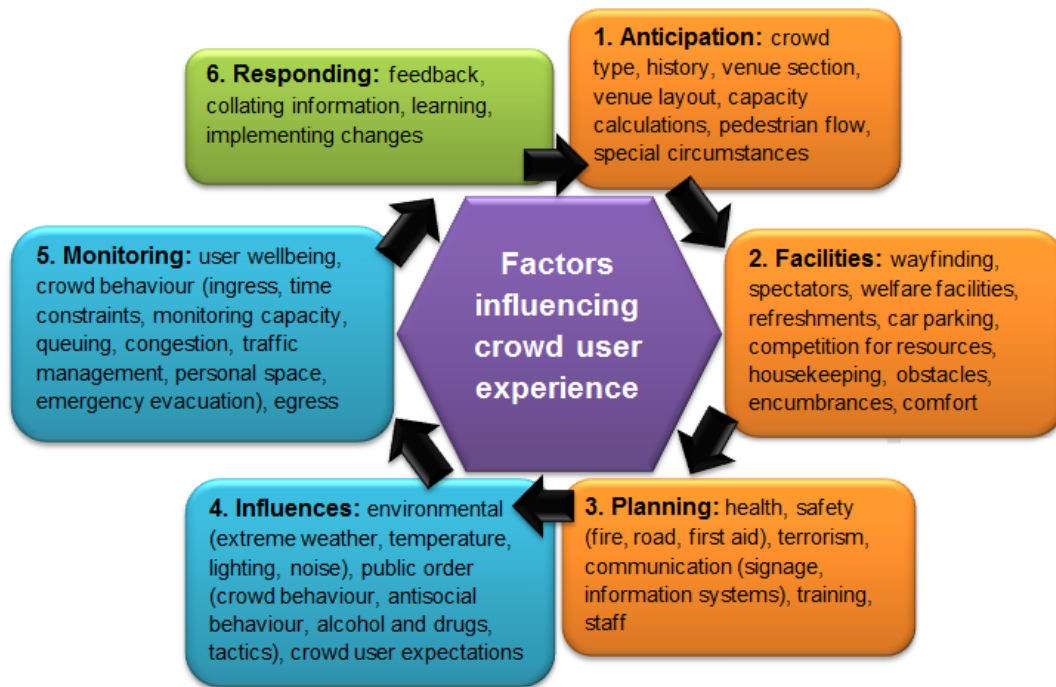 Factors
influencing
crowd user
experience
1. Anticipation: crowd
type, history, venue section,
venue layout, capacity
calculations, pedestrian flow,
special circumstances
2. Facilities: wayfinding,
spectators, welfare facilities,
refreshments, car parking,
competition for resources,
housekeeping, obstacles,
encumbrances, comfort
3. Planning: health, safety
(fire, road, first aid), terrorism,
communication (signage,
information systems), training,
staff
4. Influences: environmental
(extreme weather, temperature,
lighting, noise), public order
(crowd behaviour, antisocial
behaviour, alcohol and drugs,
tactics), crowd user expectations
5. Monitoring: user wellbeing,
crowd behaviour (ingress, time
constraints, monitoring capacity,
queuing, congestion, traffic
management, personal space,
emergency evacuation), egress
6. Responding: feedback,
collating information, learning,
implementing changes